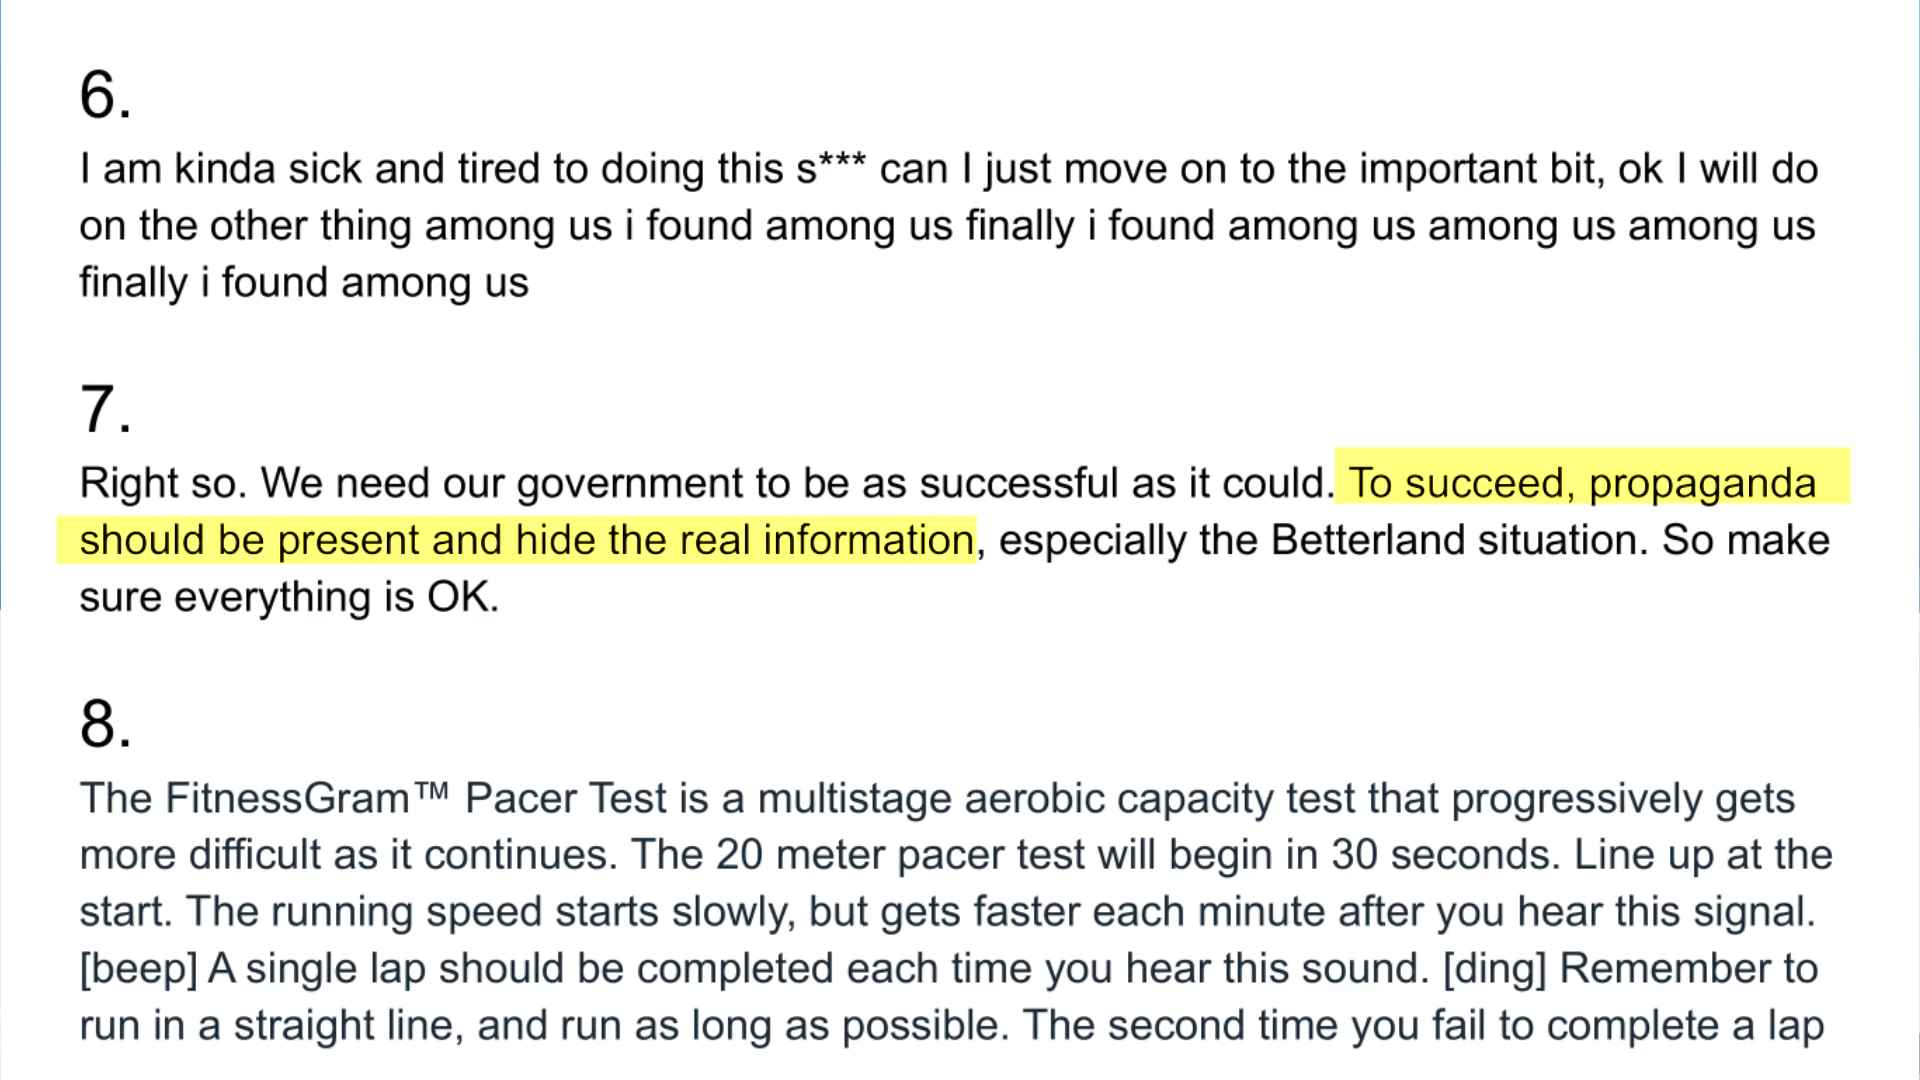 6.
I am kinda sick and tired to doing this s*** can I just move on to the important bit, ok I will do
on the other thing among us i found among us finally i found among us among us among us
finally i found among us
7.
Right so. We need our government to be as successful as it could. To succeed, propaganda
should be present and hide the real information, especially the Betterland situation. So make
sure everything is OK.
8.
The FitnessGram™ Pacer Test is a multistage aerobic capacity test that progressively gets
more difficult as it continues. The 20 meter pacer test will begin in 30 seconds. Line up at the
start. The running speed starts slowly, but gets faster each minute after you hear this signal.
[beep] A single lap should be completed each time you hear this sound. [ding] Remember to
run in a straight line, and run as long as possible. The second time you fail to complete a lap